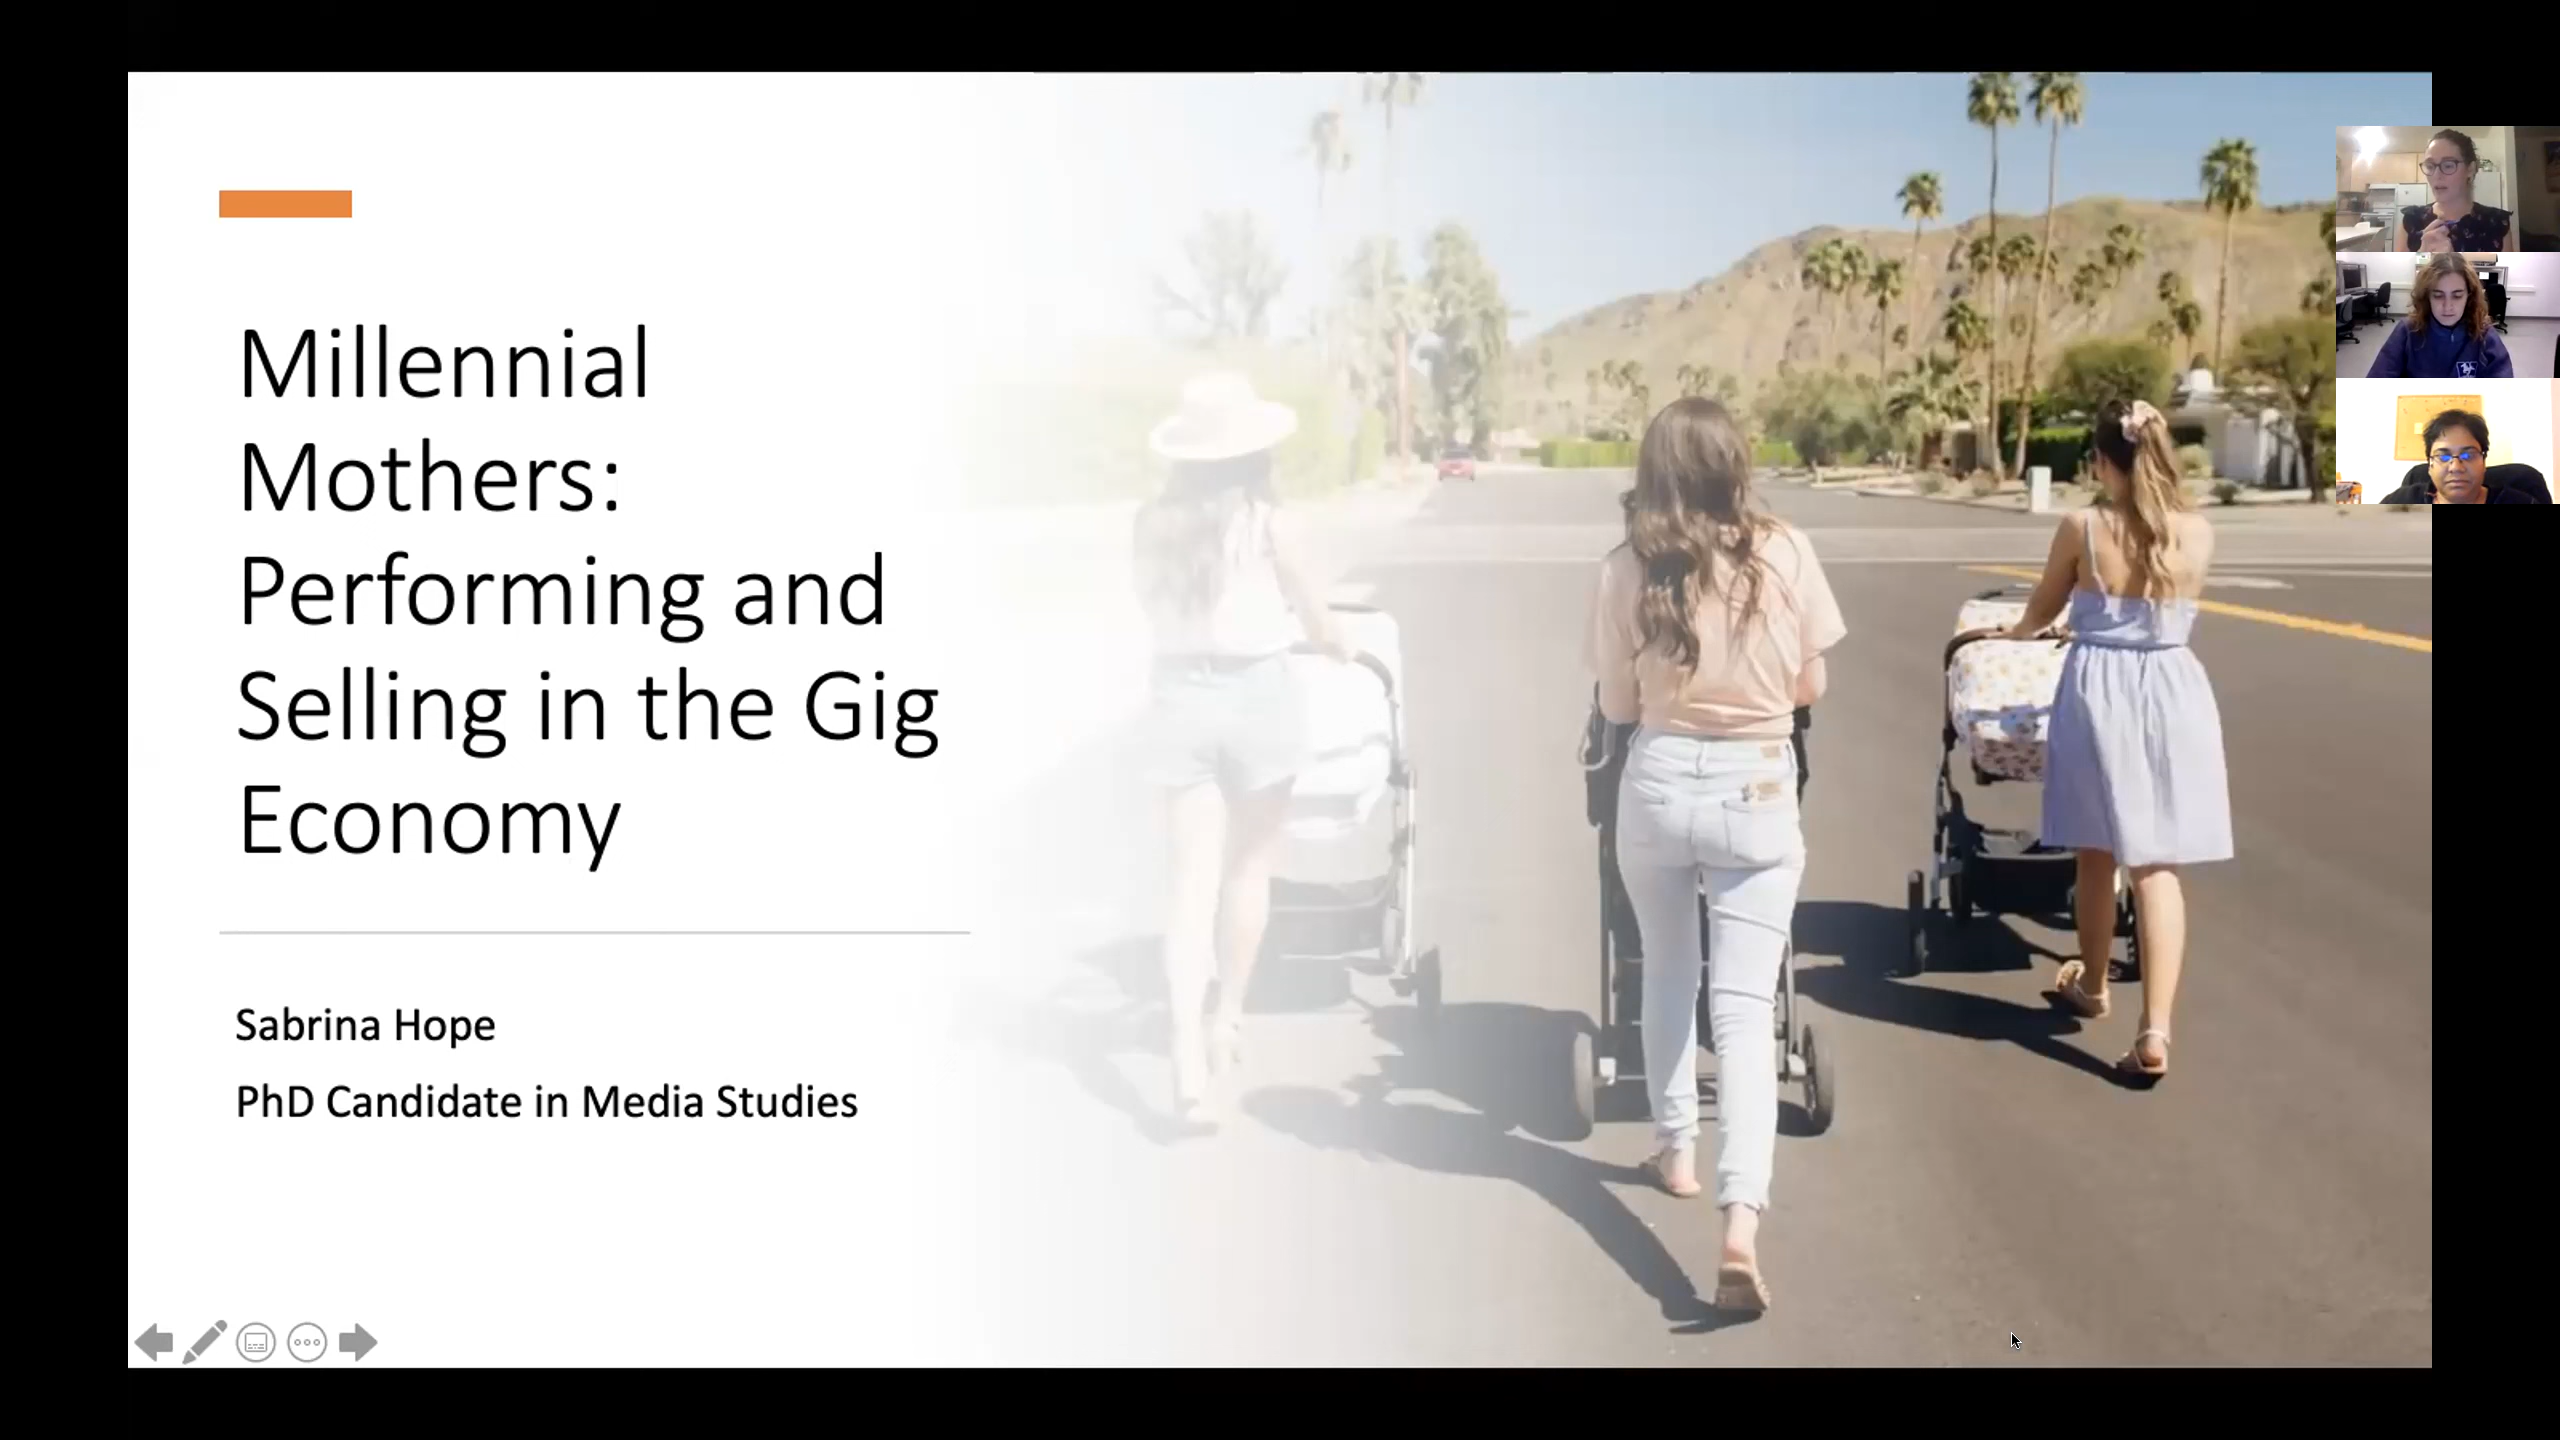 Millennial
Mothers:
Performing and
Selling in the Gig
Economy
Sabrina Hope
PhD Candidate in Media Studies